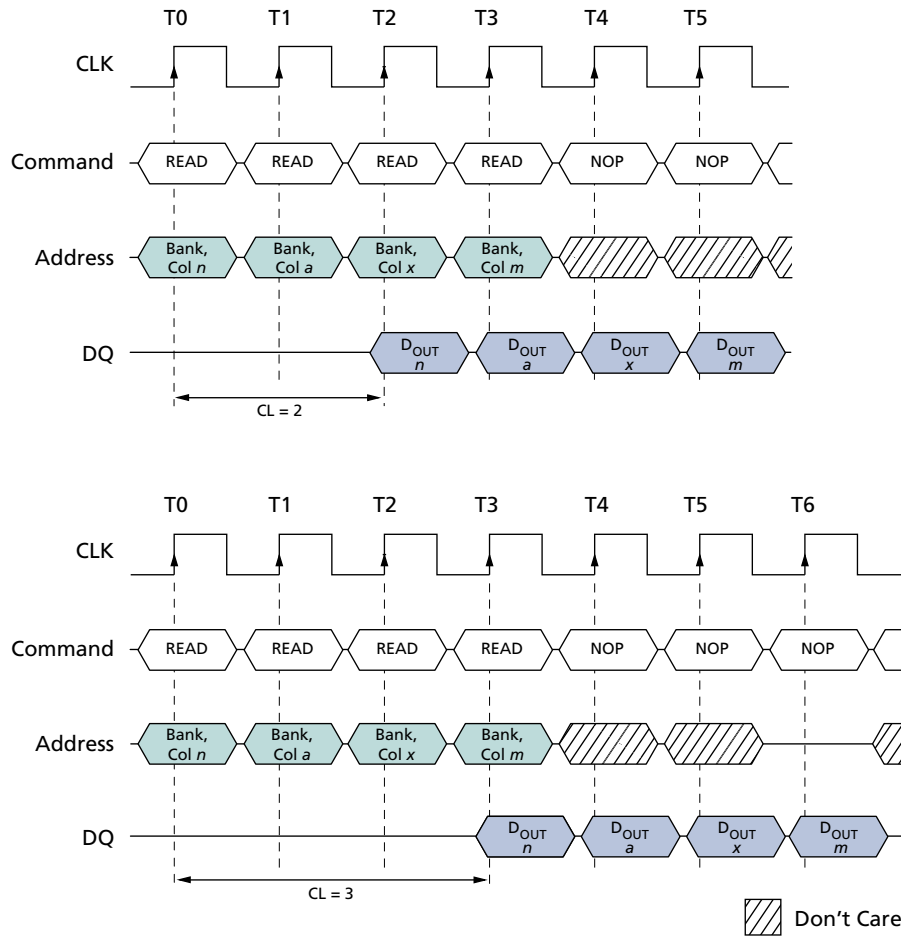 T0 T1 T2 T3 T4 T5
CLK
Command READ READ READ READ NOP NOP
Address Bank, Col n Bank, Col a Bank, Col x Bank, Col m
DQ DOUT n DOUT a DOUT x DOUT m
CL = 2
T0 T1 T2 T3 T4 T5 T6
CLK
Command READ READ READ READ NOP NOP NOP
Address Bank, Col n Bank, Col a Bank, Col x Bank, Col m
DQ DOUT n DOUT a DOUT x DOUT m
CL = 3
Don't Care